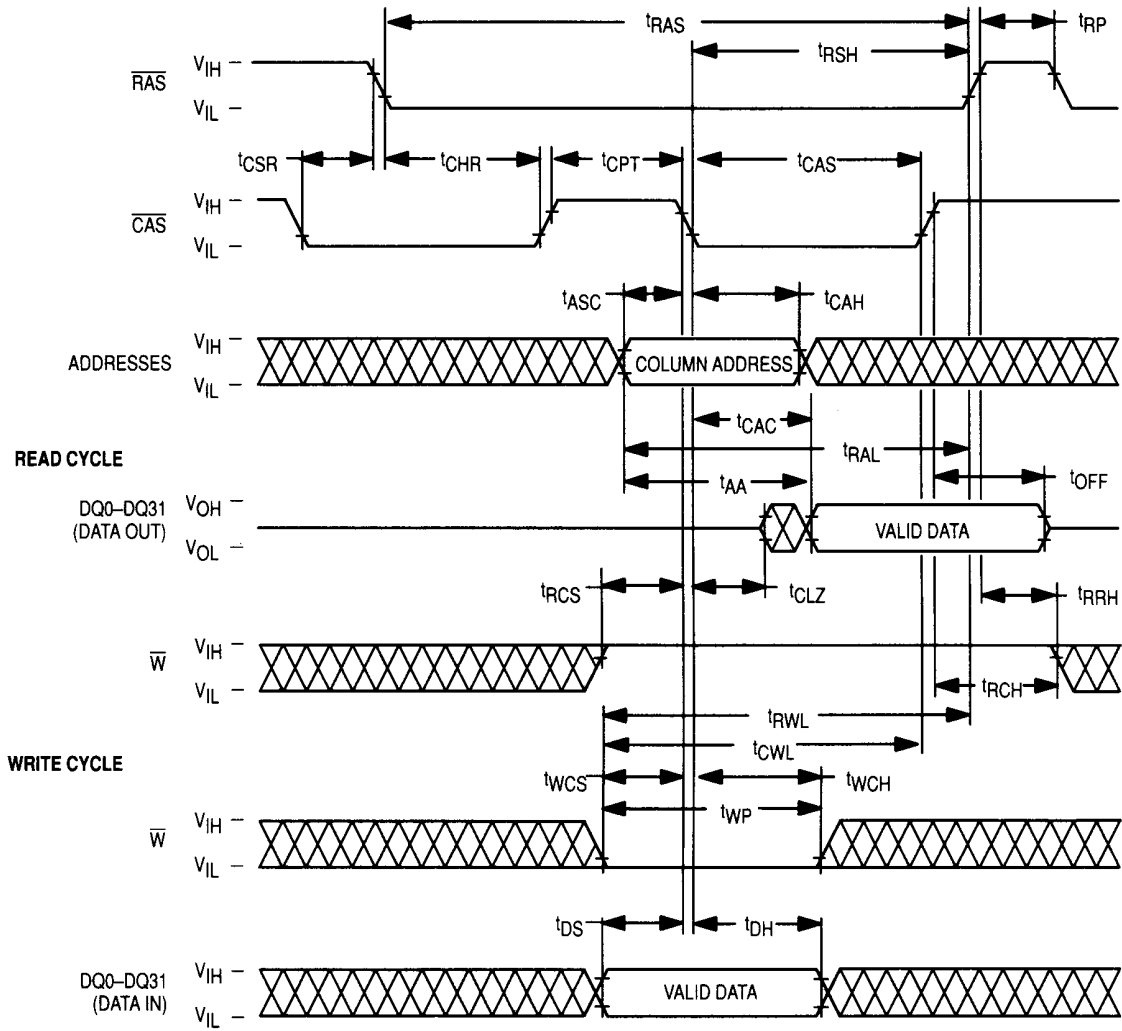 tRAS
tRP
tRSH
RAS
VIH
VIL
tCSR
tCHR
tCPT
tCAS
CAS
VIH
VIL
tASC
tCAH
ADDRESSES
VIH
VIL
COLUMN ADDRESS
tCAC
tRAL
READ CYCLE
tAA
tOFF
DQ0–DQ31
(DATA OUT)
VOH
VOL
VALID DATA
tRCS
tCLZ
tRRH
W
VIH
VIL
tRCH
tRWL
tCWL
WRITE CYCLE
tWCS
tWCH
tWP
W
VIH
VIL
tDS
tDH
DQ0–DQ31
(DATA IN)
VIH
VIL
VALID DATA